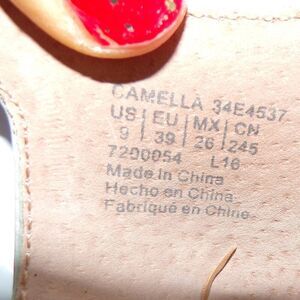 CAMELLA 34E4537
US | EU | MX | CN
9 | 39 | 26 | 245
7200054 L16
Made in China
Hecho en China
Fabriqué en Chine